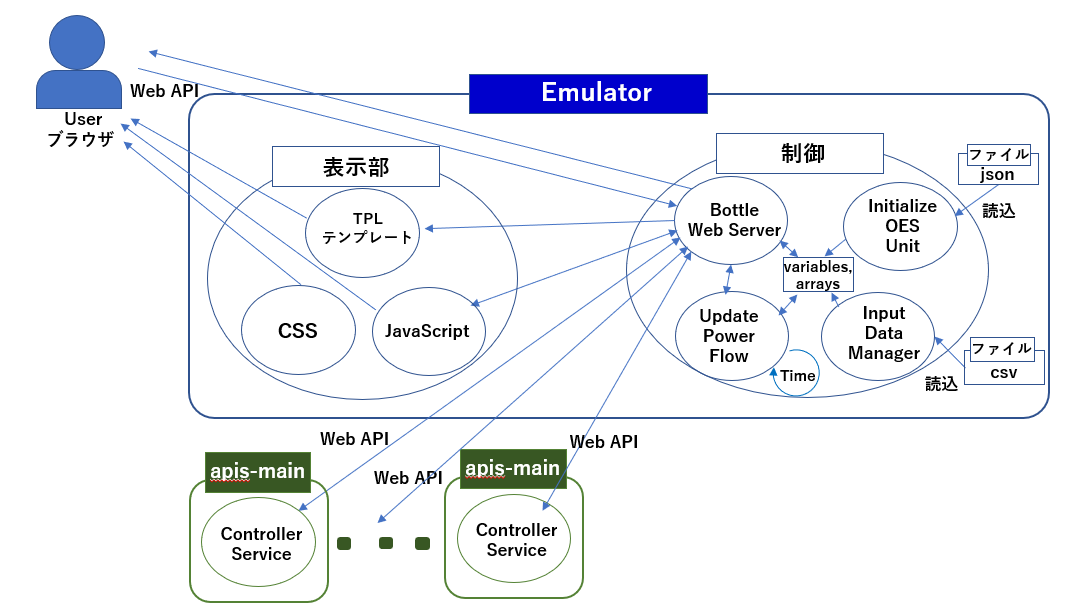 Emulator
Web API
User
ブラウザ
表示部
TPL
テンプレート
CSS
JavaScript
制御
Bottle
Web Server
Initialize
OES
Unit
variables,
arrays
Update
Power
Flow
Time
Input
Data
Manager
ファイル
json
読込
ファイル
csv
読込
Web API
Web API
Web API
apis-main
Controller
Service
apis-main
Controller
Service